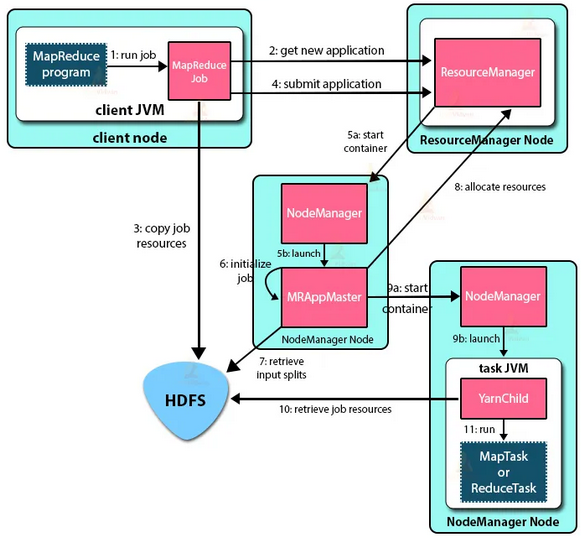 MapReduce
program
1: run job
MapReduce
Job
client JVM
client node
2: get new application
4: submit application
ResourceManager
ResourceManager Node
5a: start
container
3: copy job
resources
NodeManager
5b: launch
6: initialize
job
MRAppMaster
NodeManager Node
8: allocate resources
9a: start
container
NodeManager
9b: launch
7: retrieve
input splits
HDFS
10: retrieve job resources
task JVM
YarnChild
11: run
MapTask
or
ReduceTask
NodeManager Node